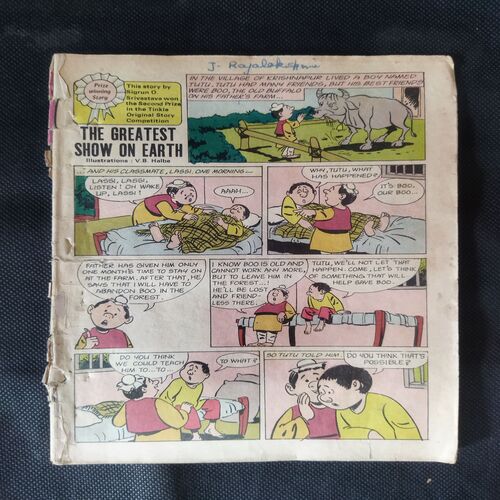 J. Rajalakshmi
Prize
winning
Story
This story by
Sigrun O.
Srivastava won
the Second Prize
in the Tinkle
Original Story
Competition
THE GREATEST
SHOW ON EARTH
Illustrations : V.B. Halbe
IN THE VILLAGE OF KRISHNAPUR LIVED A BOY NAMED
TUTU. TUTU HAD MANY FRIENDS, BUT HIS BEST FRIENDS
WERE BOO, THE OLD BUFFALO
ON HIS FATHER'S FARM...
...AND HIS CLASSMATE, LASSI. ONE MORNING—
LASSI, LASSI,
LISTEN! OH WAKE
UP, LASSI!
AAAH...
WHY, TUTU, WHAT
HAS HAPPENED?
IT'S BOO,
OUR BOO...
FATHER HAS GIVEN HIM ONLY
ONE MONTH'S TIME TO STAY ON
AT THE FARM. AFTER THAT, HE
SAYS THAT I WILL HAVE TO
ABANDON BOO IN THE
FOREST.
I KNOW BOO IS OLD AND
CANNOT WORK ANY MORE,
BUT TO LEAVE HIM IN
THE FOREST...!
HE'LL BE LOST
AND FRIEND-
LESS THERE.
TUTU, WE'LL NOT LET THAT
HAPPEN. COME, LET'S THINK
OF SOMETHING THAT WILL
HELP SAVE BOO.
DO YOU THINK
WE COULD TEACH
HIM TO...TO...
TO WHAT?
SO TUTU TOLD HIM.
DO YOU THINK THAT'S
POSSIBLE?